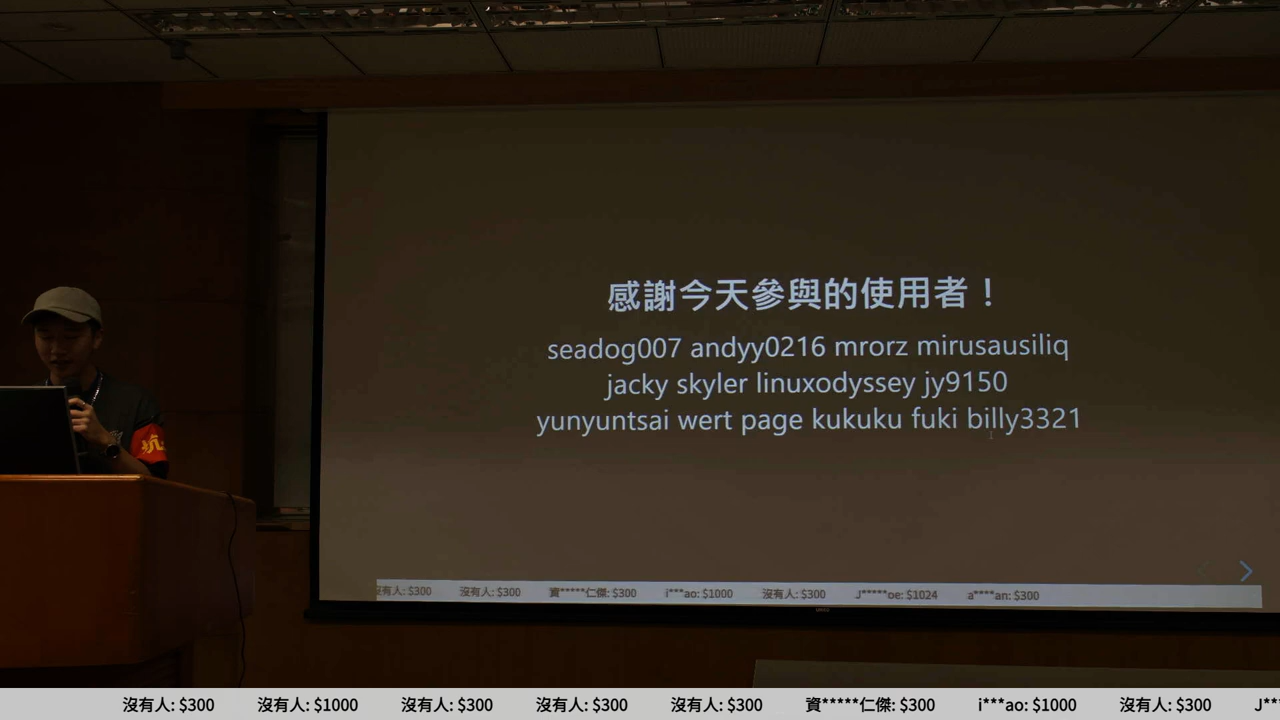 感謝今天參與的使用者！
seadog007 andyy0216 mrorz mirusausiliq
jacky skyler linuxodyssey jy9150
yunyuntsai wert page kukuku fuki billy3321
坑
沒有人: $300 沒有人: $300 資*****仁傑: $300 i***ao: $1000 沒有人: $300 J*****oe: $1024 a****an: $300
沒有人: $300 沒有人: $1000 沒有人: $300 沒有人: $300 沒有人: $300 資*****仁傑: $300 i***ao: $1000 沒有人: $300 J**